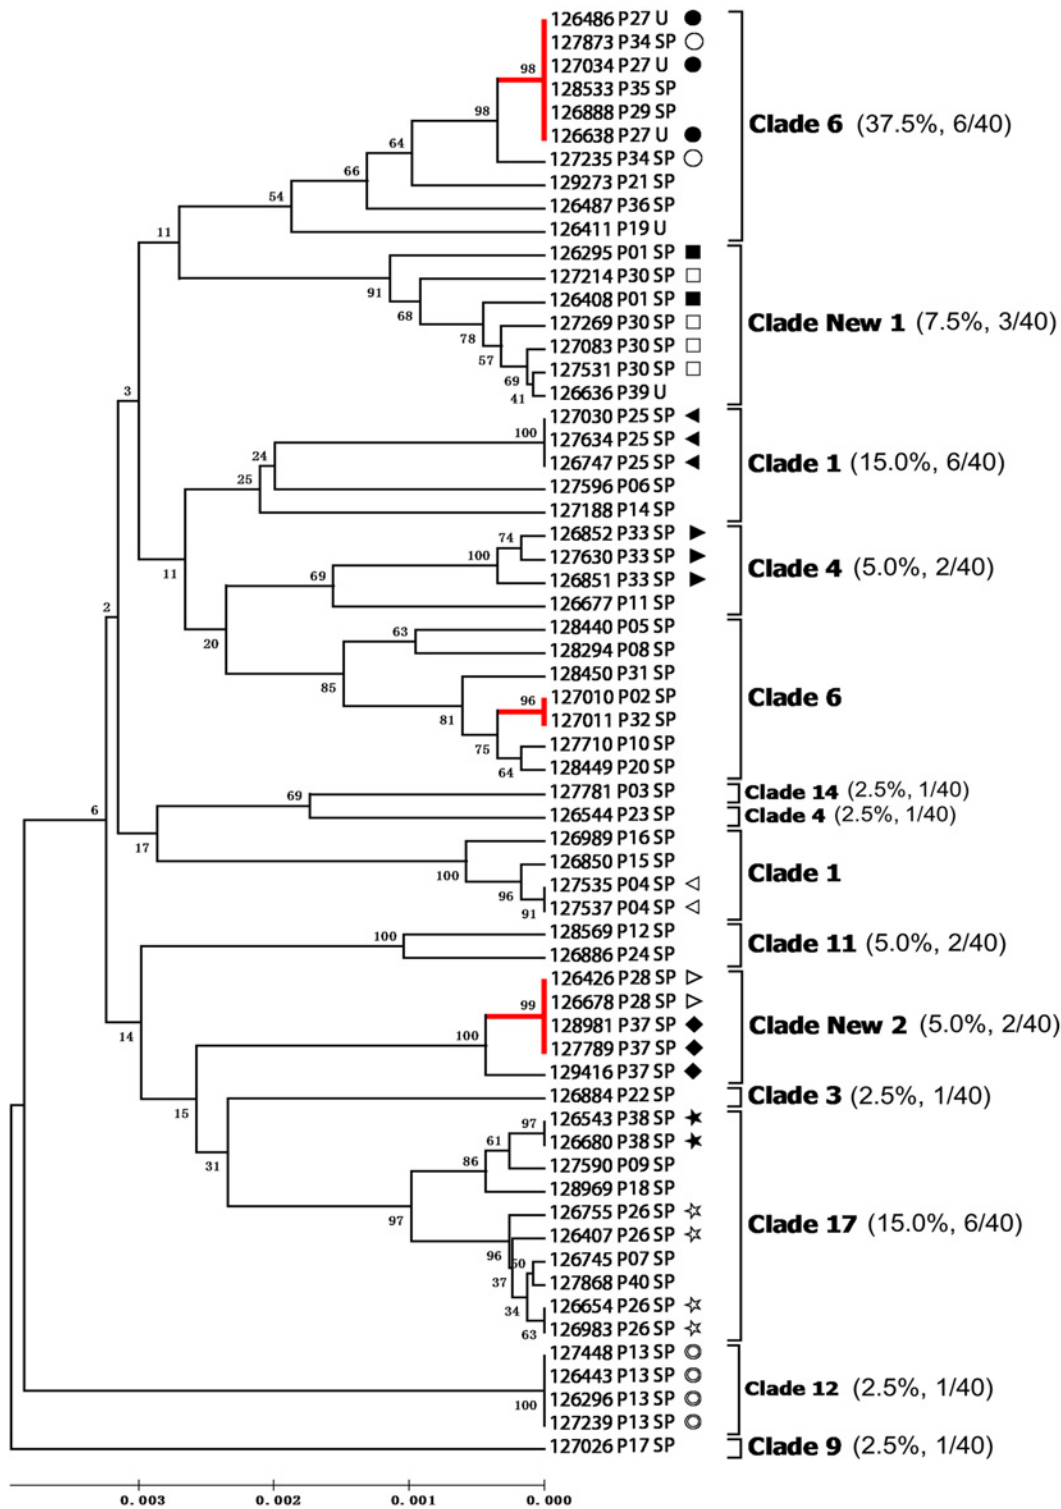 126486 P27 U
127873 P34 SP
127034 P27 U
98
128533 P35 SP
126888 P29 SP
98
Clade 6 (37.5%, 6/40)
126638 P27 U
64
127235 P34 SP
66
129273 P21 SP
54
126487 P36 SP
11
126411 P19 U
126295 P01 SP
127214 P30 SP
91
126408 P01 SP
68
127269 P30 SP
Clade New 1 (7.5%, 3/40)
78
127083 P30 SP
57
127531 P30 SP
69
3
126636 P39 U
41
127030 P25 SP
100
127634 P25 SP
24
126747 P25 SP
Clade 1 (15.0%, 6/40)
25
127596 P06 SP
127188 P14 SP
126852 P33 SP
74
127630 P33 SP
100
Clade 4 (5.0%, 2/40)
11
69
126851 P33 SP
126677 P11 SP
2
128440 P05 SP
63
20
128294 P08 SP
128450 P31 SP
85
127010 P02 SP
96
Clade 6
81
127011 P32 SP
127710 P10 SP
75
128449 P20 SP
64
127781 P03 SP
Clade 14 (2.5%, 1/40)
69
6
126544 P23 SP
Clade 4 (2.5%, 1/40)
126989 P16 SP
17
126850 P15 SP
100
Clade 1
127535 P04 SP
96
127537 P04 SP
91
128569 P12 SP
100
Clade 11 (5.0%, 2/40)
126886 P24 SP
126426 P28 SP
126678 P28 SP
99
128981 P37 SP
Clade New 2 (5.0%, 2/40)
14
100
127789 P37 SP
129416 P37 SP
126884 P22 SP
Clade 3 (2.5%, 1/40)
15
126543 P38 SP
97
126680 P38 SP
61
31
86
127590 P09 SP
128969 P18 SP
126755 P26 SP
97
Clade 17 (15.0%, 6/40)
126407 P26 SP
96
126745 P07 SP
50
37
127868 P40 SP
126654 P26 SP
34
126983 P26 SP
63
127448 P13 SP
126443 P13 SP
Clade 12 (2.5%, 1/40)
126296 P13 SP
100
127239 P13 SP
127026 P17 SP
Clade 9 (2.5%, 1/40)
0.003 0.002 0.001 0.000